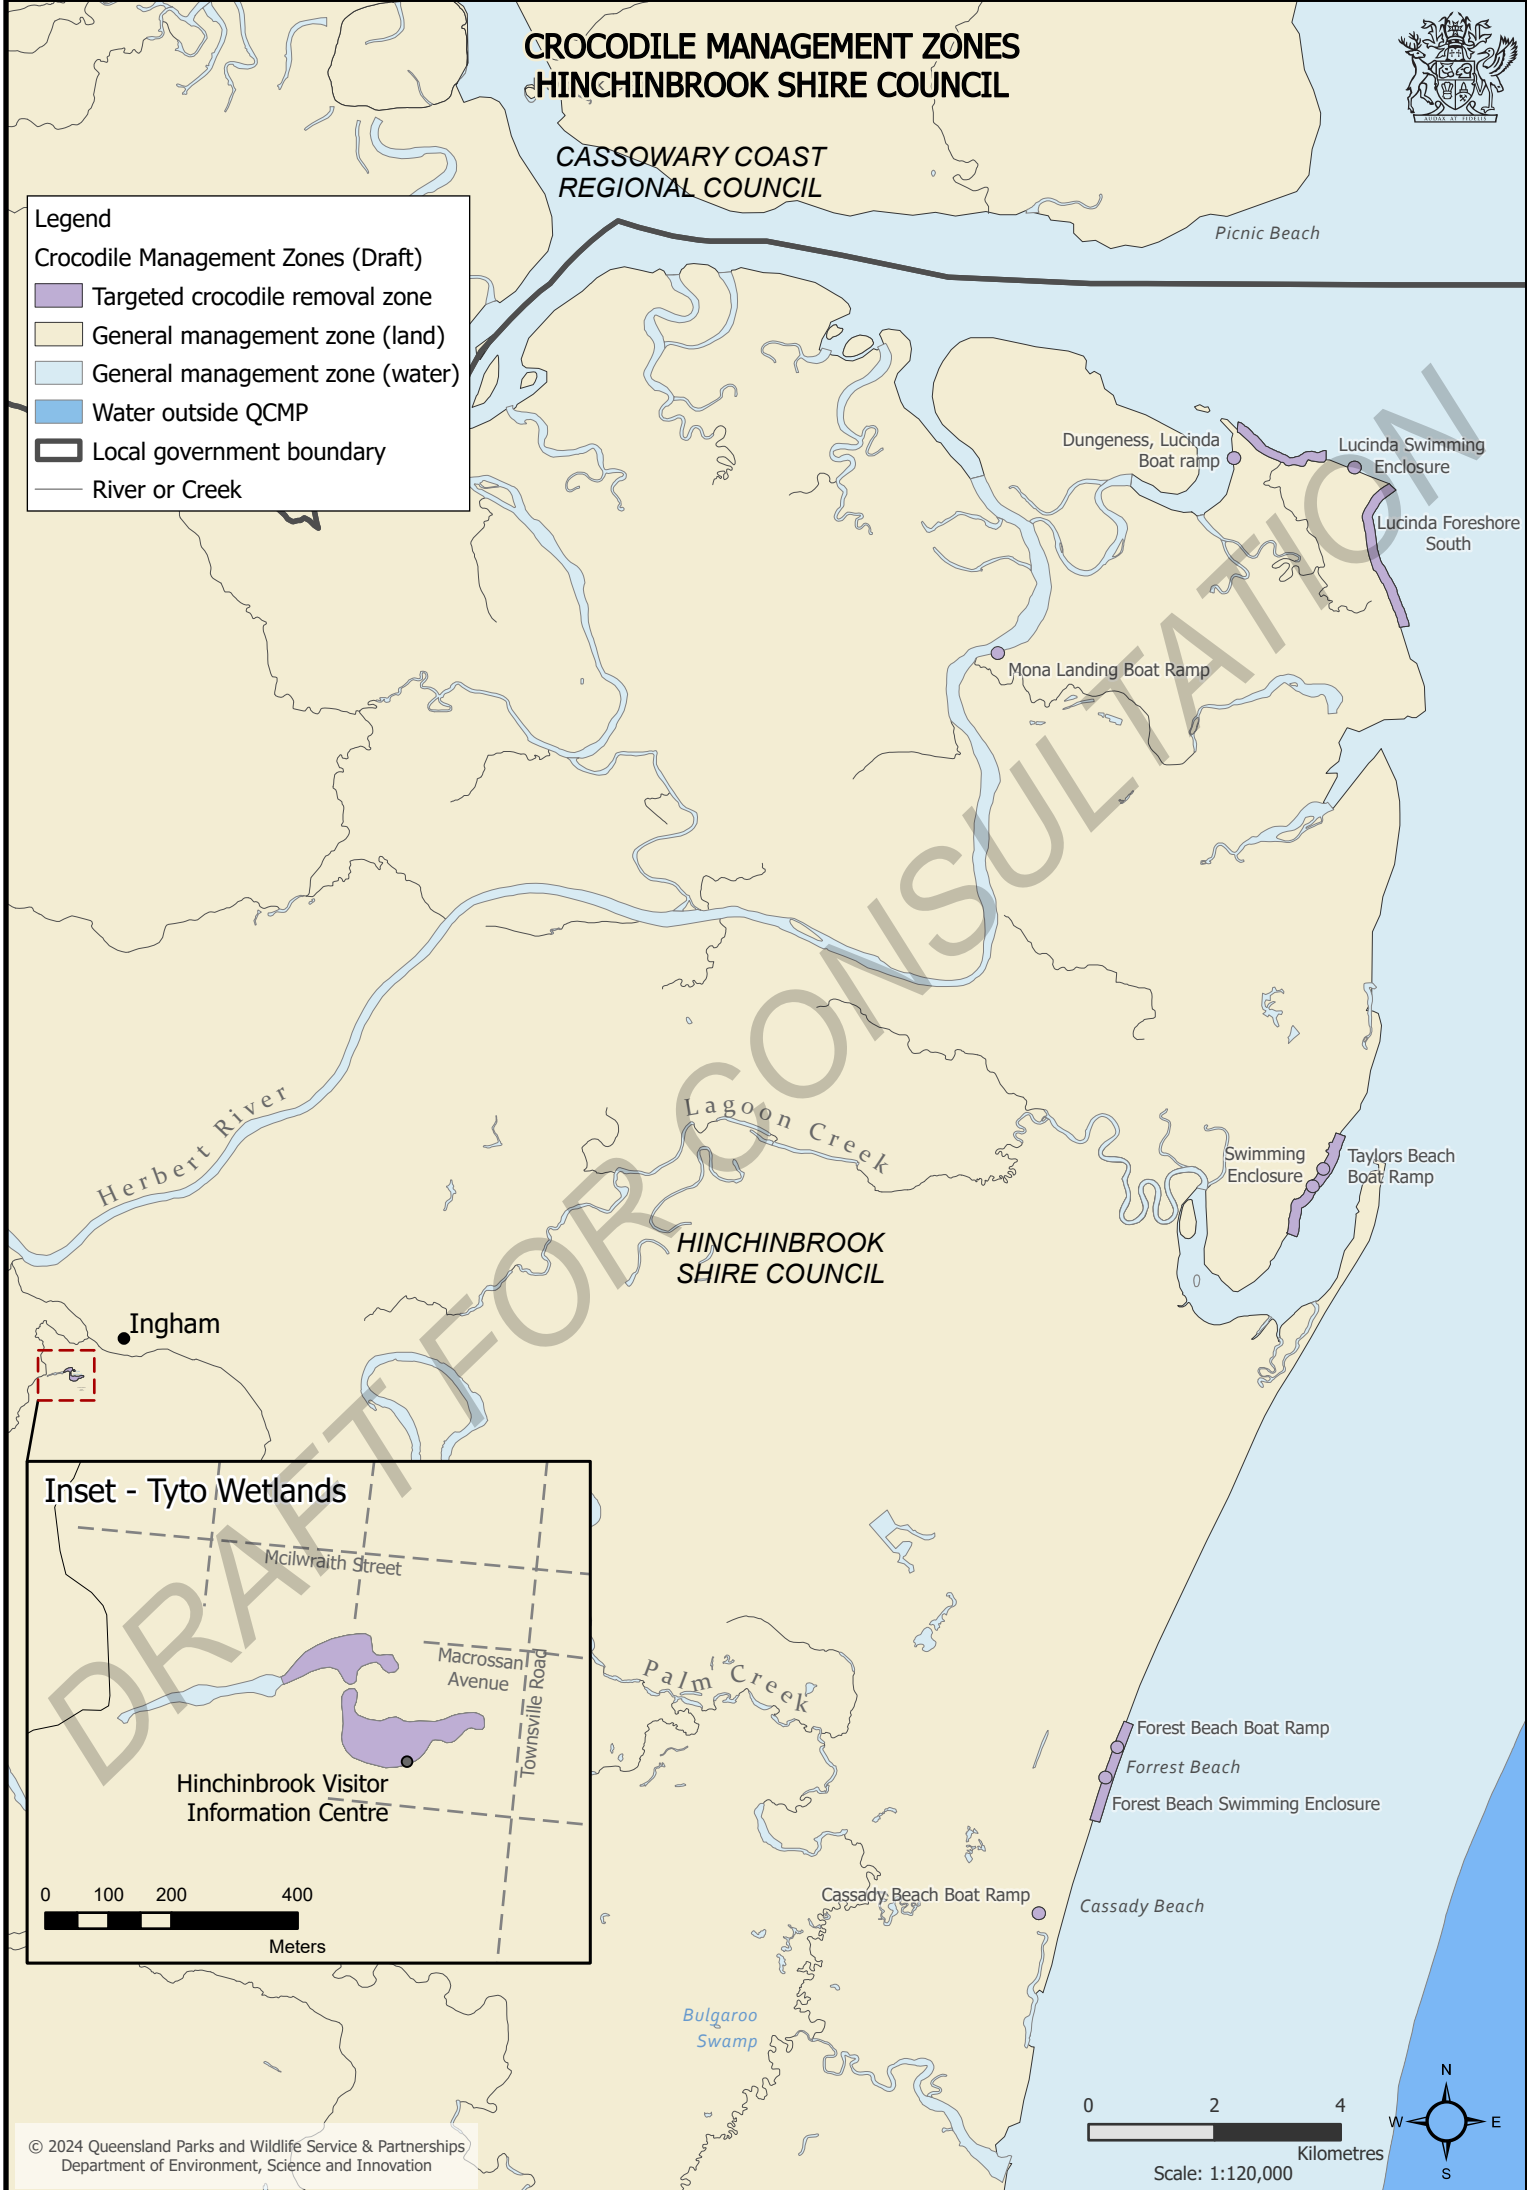 CROCODILE MANAGEMENT ZONES
HINCHINBROOK SHIRE COUNCIL
AUDAX AT FIDELIS
CASSOWARY COAST
REGIONAL COUNCIL
Picnic Beach
Legend
Crocodile Management Zones (Draft)
Targeted crocodile removal zone
General management zone (land)
General management zone (water)
Water outside QCMP
Local government boundary
River or Creek
Dungeness, Lucinda
Boat ramp
Lucinda Swimming
Enclosure
Lucinda Foreshore
South
Mona Landing Boat Ramp
DRAFT FOR CONSULTATION
Herbert River
Lagoon Creek
Swimming
Enclosure
Taylors Beach
Boat Ramp
HINCHINBROOK
SHIRE COUNCIL
Ingham
Inset - Tyto Wetlands
Mcilwraith Street
Macrossan
Avenue
Townsville Road
Hinchinbrook Visitor
Information Centre
0 100 200 400
Meters
Palm Creek
Forest Beach Boat Ramp
Forrest Beach
Forest Beach Swimming Enclosure
Cassady Beach Boat Ramp
Cassady Beach
Bulgaroo
Swamp
0 2 4
Kilometres
Scale: 1:120,000
N
W E
S
© 2024 Queensland Parks and Wildlife Service & Partnerships
Department of Environment, Science and Innovation